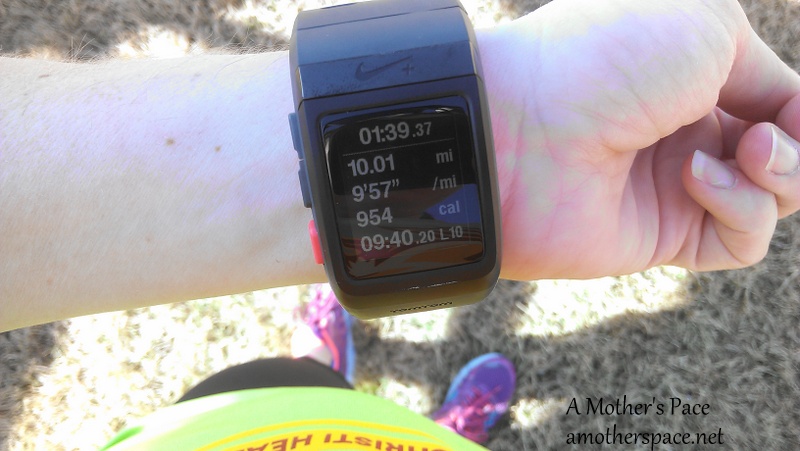 01:39.37
10.01 mi
9'57" /mi
954 cal
09:40.20 L10
TOMTOM
A Mother's Pace
amotherspace.net